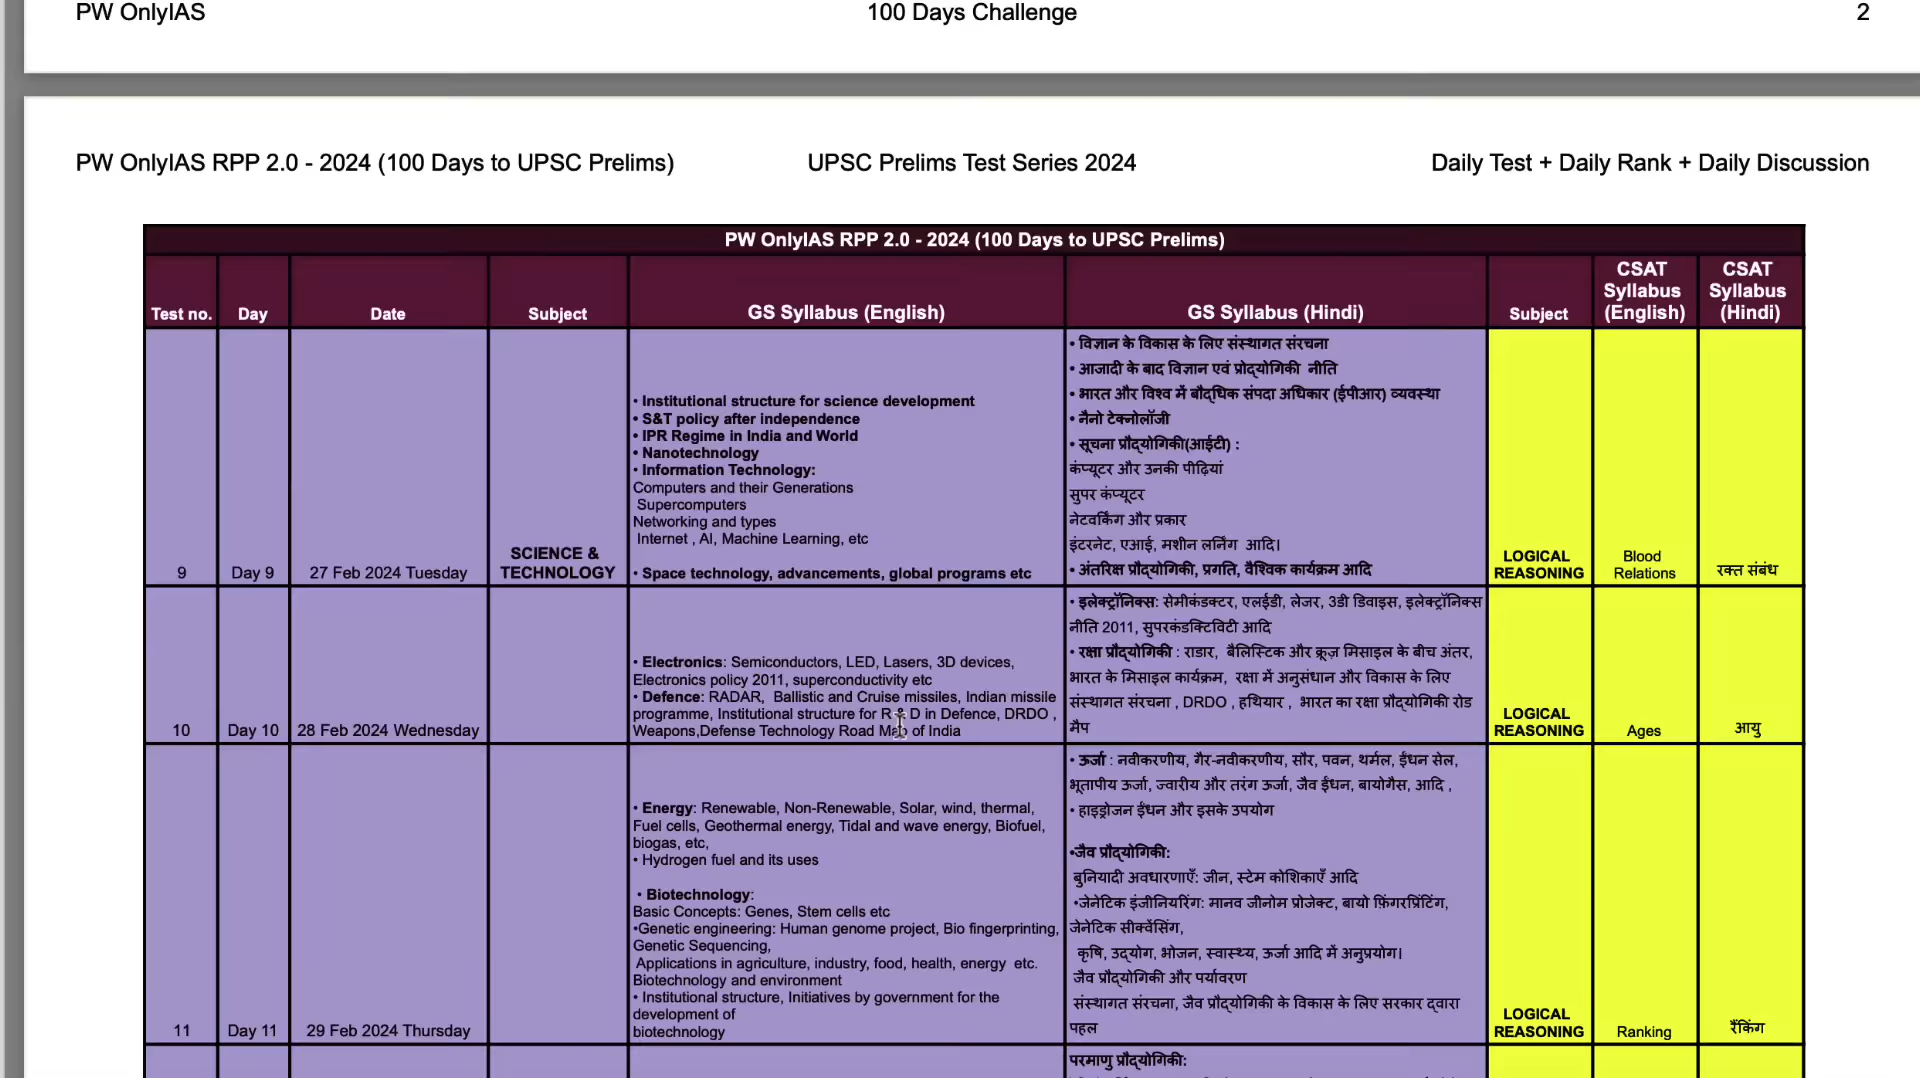 PW OnlyIAS
100 Days Challenge
2
PW OnlyIAS RPP 2.0 - 2024 (100 Days to UPSC Prelims)
UPSC Prelims Test Series 2024
Daily Test + Daily Rank + Daily Discussion
PW OnlyIAS RPP 2.0 - 2024 (100 Days to UPSC Prelims)
Test no.
Day
Date
Subject
GS Syllabus (English)
GS Syllabus (Hindi)
Subject
CSAT
Syllabus
(English)
CSAT
Syllabus
(Hindi)
9
Day 9
27 Feb 2024 Tuesday
SCIENCE &
TECHNOLOGY
• Institutional structure for science development
• S&T policy after independence
• IPR Regime in India and World
• Nanotechnology
• Information Technology:
Computers and their Generations
Supercomputers
Networking and types
Internet , AI, Machine Learning, etc
• Space technology, advancements, global programs etc
• विज्ञान के विकास के लिए संस्थागत संरचना
• आजादी के बाद विज्ञान एवं प्रोद्योगिकी नीति
• भारत और विश्व में बौद्धिक संपदा अधिकार (ईपीआर) व्यवस्था
• नैनो टेक्नोलॉजी
• सूचना प्रौद्योगिकी(आईटी) :
कंप्यूटर और उनकी पीढ़ियां
सुपर कंप्यूटर
नेटवर्किंग और प्रकार
इंटरनेट, एआई, मशीन लर्निंग आदि।
• अंतरिक्ष प्रौद्योगिकी, प्रगति, वैश्विक कार्यक्रम आदि
LOGICAL
REASONING
Blood
Relations
रक्त संबंध
10
Day 10
28 Feb 2024 Wednesday
• Electronics: Semiconductors, LED, Lasers, 3D devices,
Electronics policy 2011, superconductivity etc
• Defence: RADAR, Ballistic and Cruise missiles, Indian missile
programme, Institutional structure for R & D in Defence, DRDO ,
Weapons,Defense Technology Road Map of India
• इलेक्ट्रॉनिक्स: सेमीकंडक्टर, एलईडी, लेजर, 3डी डिवाइस, इलेक्ट्रॉनिक्स
नीति 2011, सुपरकंडक्टिविटी आदि
• रक्षा प्रौद्योगिकी : राडार, बैलिस्टिक और क्रूज़ मिसाइल के बीच अंतर,
भारत के मिसाइल कार्यक्रम, रक्षा में अनुसंधान और विकास के लिए
संस्थागत संरचना , DRDO , हथियार , भारत का रक्षा प्रौद्योगिकी रोड
मैप
LOGICAL
REASONING
Ages
आयु
11
Day 11
29 Feb 2024 Thursday
• Energy: Renewable, Non-Renewable, Solar, wind, thermal,
Fuel cells, Geothermal energy, Tidal and wave energy, Biofuel,
biogas, etc,
• Hydrogen fuel and its uses
• Biotechnology:
Basic Concepts: Genes, Stem cells etc
•Genetic engineering: Human genome project, Bio fingerprinting,
Genetic Sequencing,
Applications in agriculture, industry, food, health, energy etc.
Biotechnology and environment
• Institutional structure, Initiatives by government for the
development of
biotechnology
• ऊर्जा : नवीकरणीय, गैर-नवीकरणीय, सौर, पवन, थर्मल, ईंधन सेल,
भूतापीय ऊर्जा, ज्वारीय और तरंग ऊर्जा, जैव ईंधन, बायोगैस, आदि ,
• हाइड्रोजन ईंधन और इसके उपयोग
•जैव प्रौद्योगिकी:
बुनियादी अवधारणाएँ: जीन, स्टेम कोशिकाएँ आदि
•जेनेटिक इंजीनियरिंग: मानव जीनोम प्रोजेक्ट, बायो फ़िंगरप्रिंटिंग,
जेनेटिक सीक्वेंसिंग,
कृषि, उद्योग, भोजन, स्वास्थ्य, ऊर्जा आदि में अनुप्रयोग।
जैव प्रौद्योगिकी और पर्यावरण
संस्थागत संरचना, जैव प्रौद्योगिकी के विकास के लिए सरकार द्वारा
पहल
LOGICAL
REASONING
Ranking
रैंकिंग
परमाणु प्रौद्योगिकी: